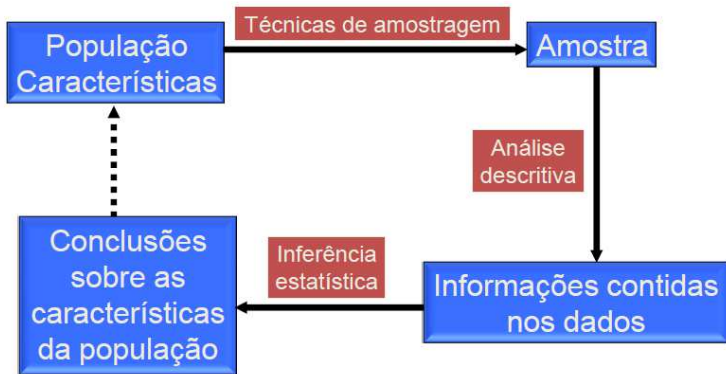 População
Características
Técnicas de amostragem
Amostra
Análise
descritiva
Informações contidas
nos dados
Inferência
estatística
Conclusões
sobre as
características
da população